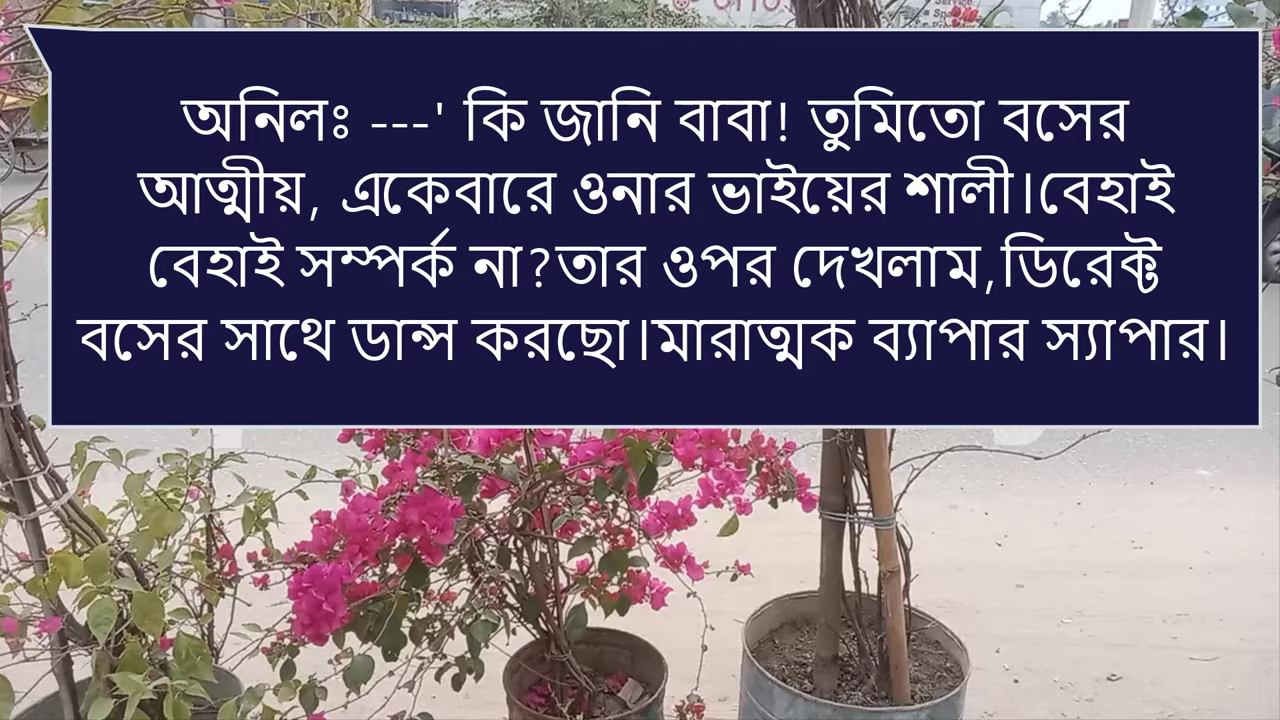 অনিলঃ ---' কি জানি বাবা! তুমিতো বসের
আত্মীয়, একেবারে ওনার ভাইয়ের শালী।বেহাই
বেহাই সম্পর্ক না?তার ওপর দেখলাম,ডিরেক্ট
বসের সাথে ডান্স করছো।মারাত্মক ব্যাপার স্যাপার।